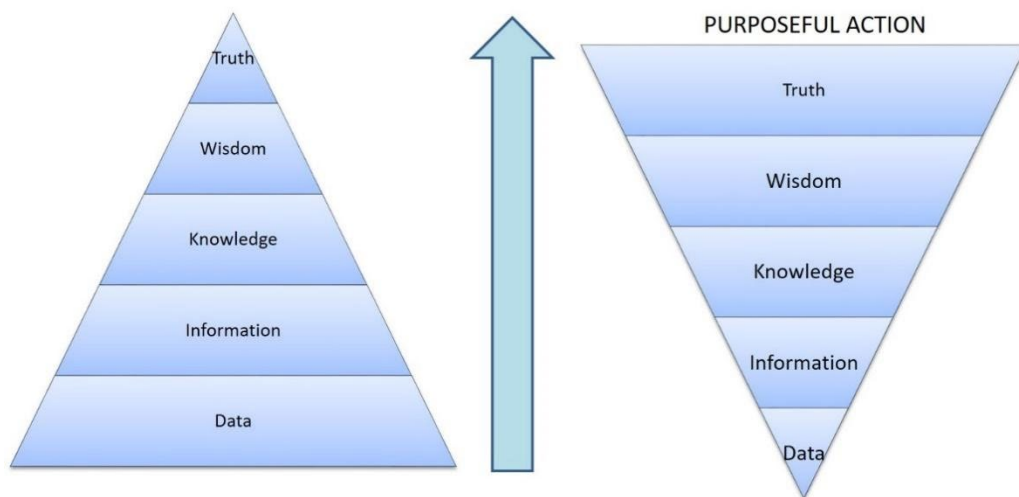 Truth
Wisdom
Knowledge
Information
Data
PURPOSEFUL ACTION
Truth
Wisdom
Knowledge
Information
Data